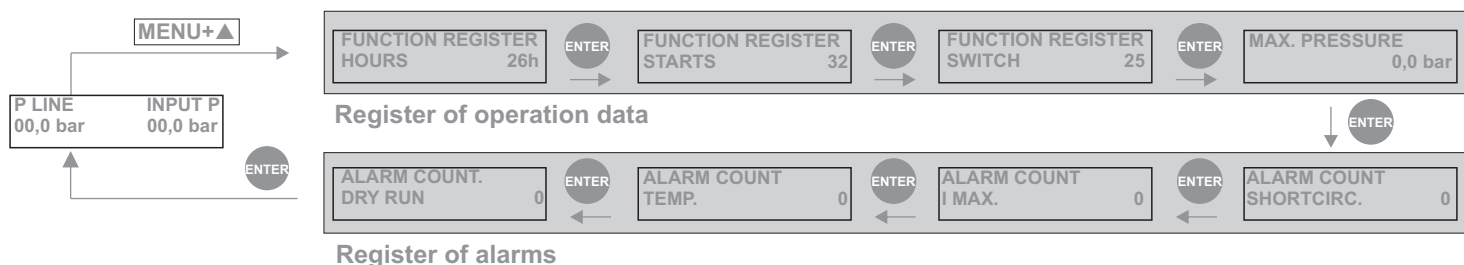 MENU+▲
P LINE INPUT P
00,0 bar 00,0 bar
FUNCTION REGISTER
HOURS 26h
ENTER
FUNCTION REGISTER
STARTS 32
ENTER
FUNCTION REGISTER
SWITCH 25
ENTER
MAX. PRESSURE
0,0 bar
Register of operation data
ENTER
ALARM COUNT
SHORTCIRC. 0
ENTER
ALARM COUNT
I MAX. 0
ENTER
ALARM COUNT
TEMP. 0
ENTER
ALARM COUNT.
DRY RUN 0
ENTER
Register of alarms